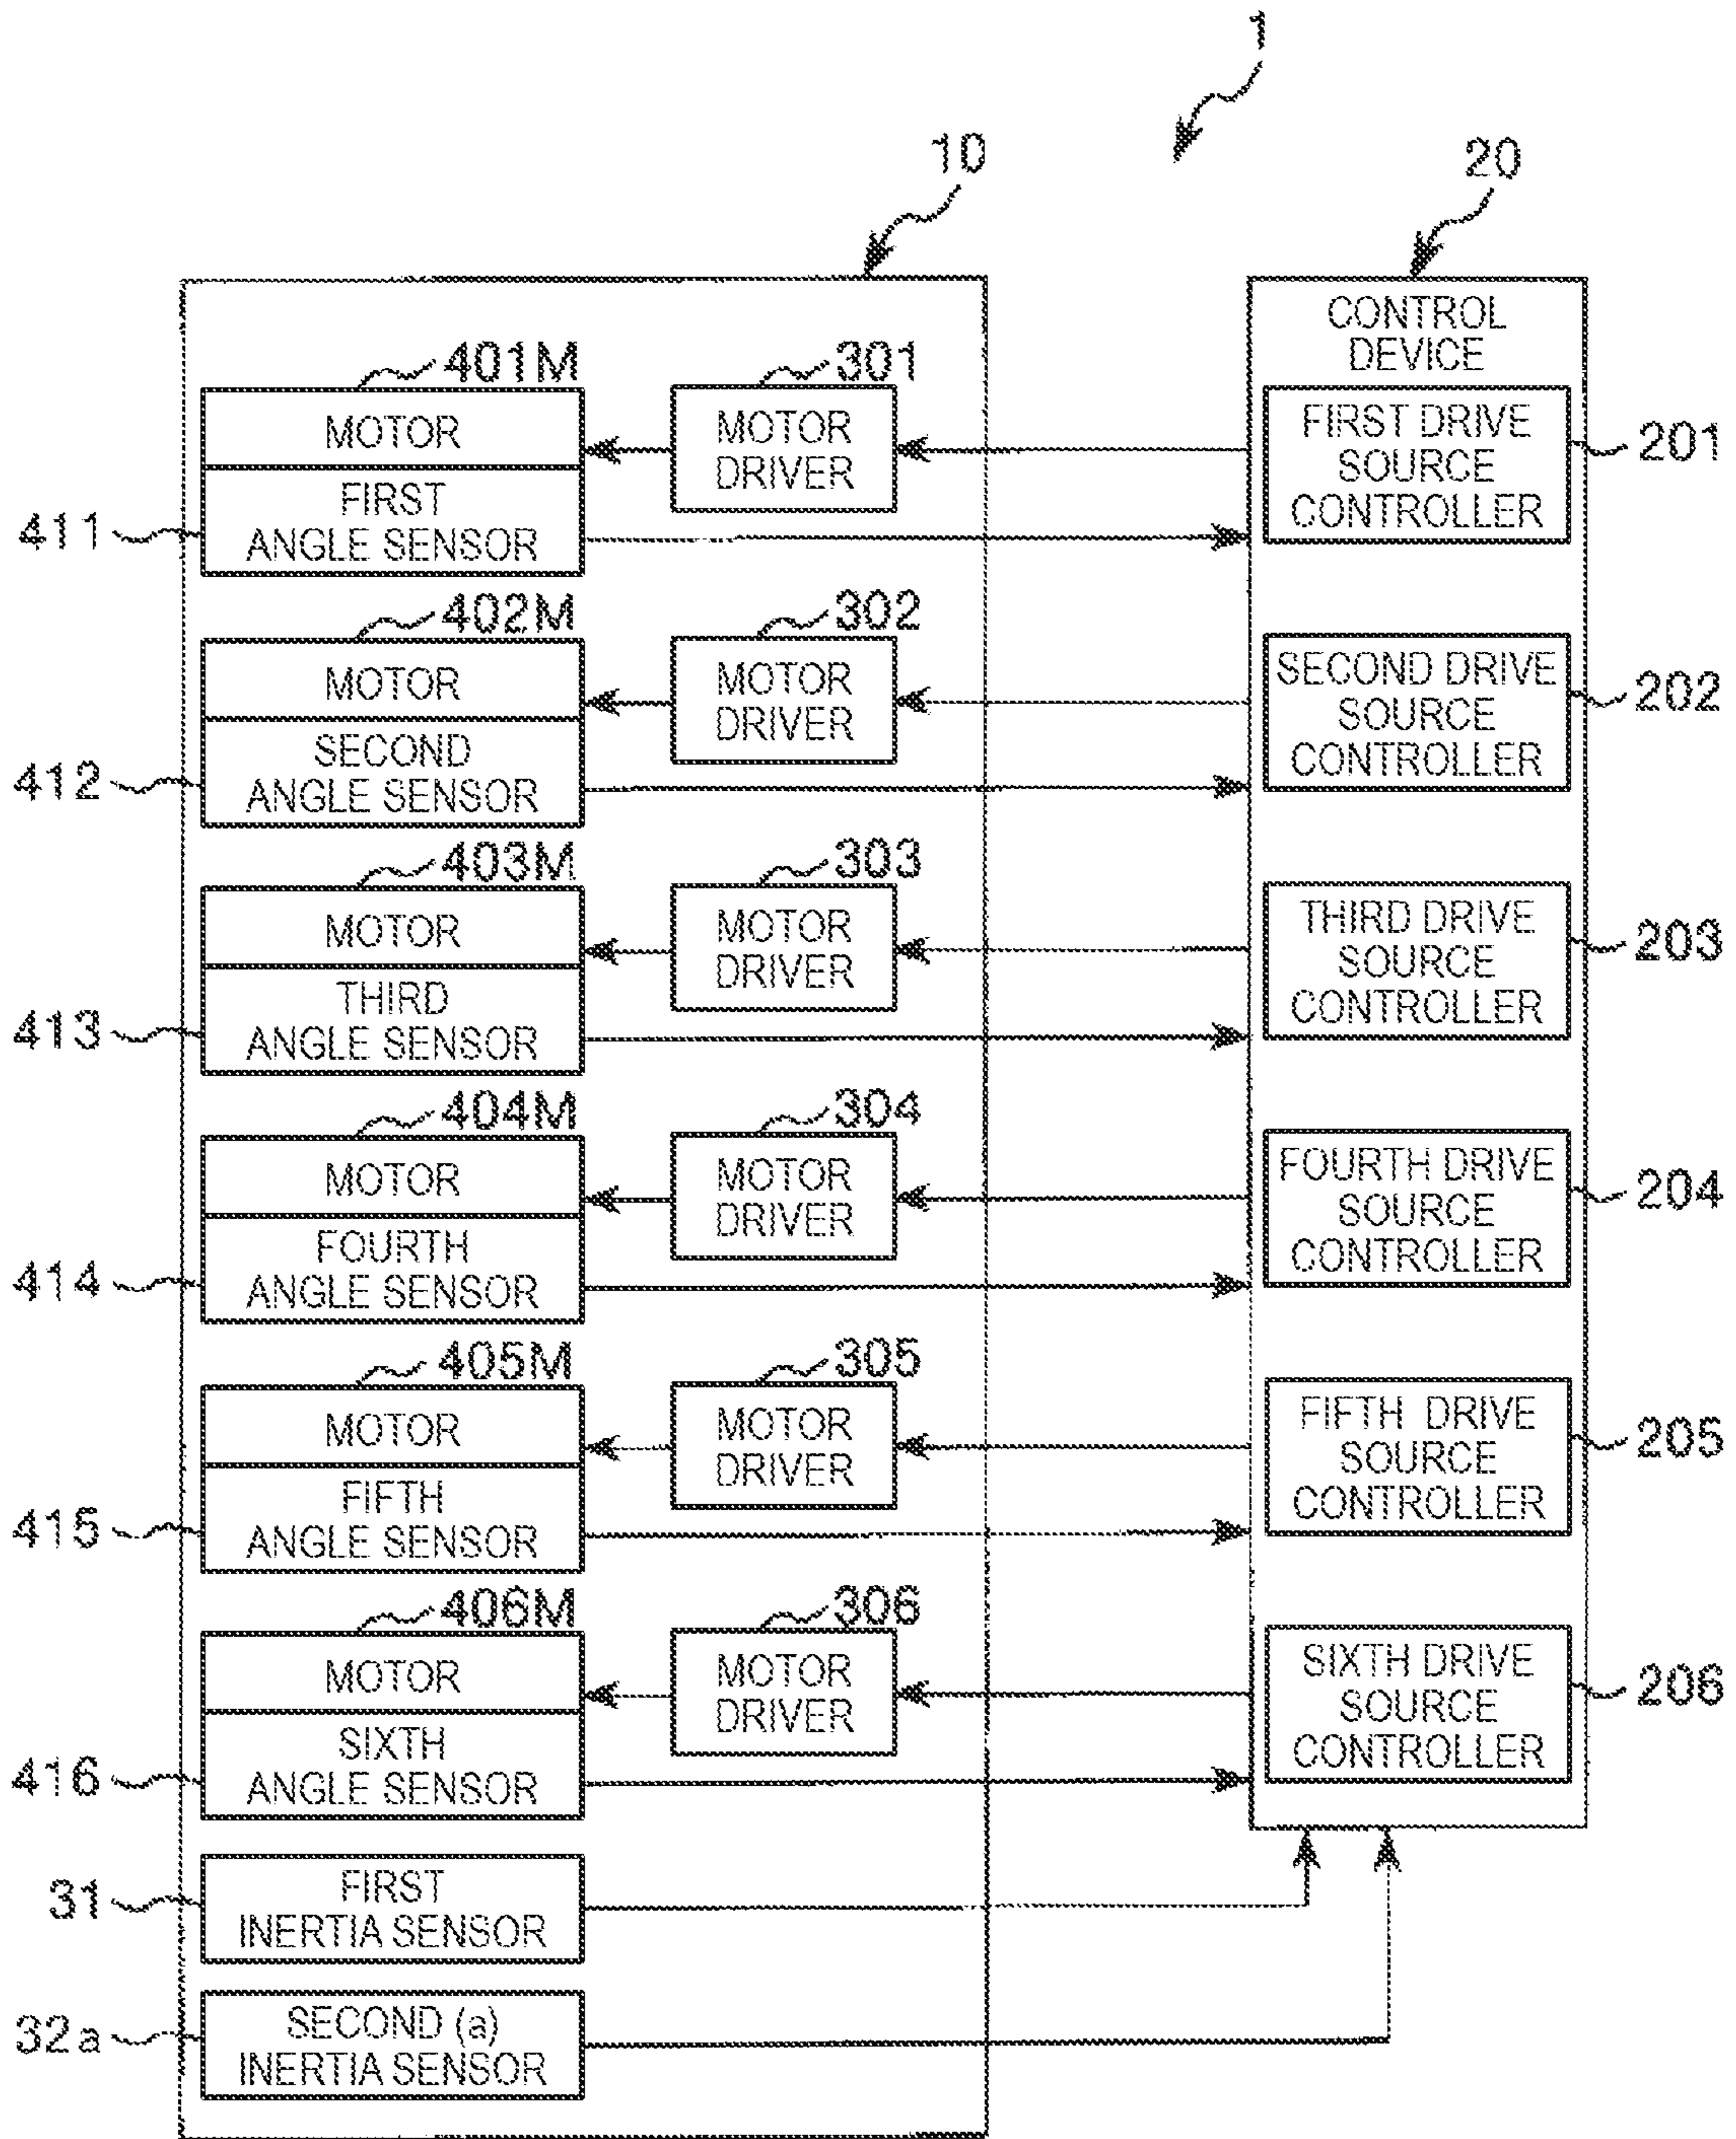 1
10
20
CONTROL
DEVICE
401M
301
MOTOR
MOTOR
DRIVER
FIRST DRIVE
SOURCE
CONTROLLER
201
411
FIRST
ANGLE SENSOR
402M
302
MOTOR
MOTOR
DRIVER
SECOND DRIVE
SOURCE
CONTROLLER
202
412
SECOND
ANGLE SENSOR
403M
303
MOTOR
MOTOR
DRIVER
THIRD DRIVE
SOURCE
CONTROLLER
203
413
THIRD
ANGLE SENSOR
404M
304
MOTOR
MOTOR
DRIVER
FOURTH DRIVE
SOURCE
CONTROLLER
204
414
FOURTH
ANGLE SENSOR
405M
305
MOTOR
MOTOR
DRIVER
FIFTH DRIVE
SOURCE
CONTROLLER
205
415
FIFTH
ANGLE SENSOR
406M
306
MOTOR
MOTOR
DRIVER
SIXTH DRIVE
SOURCE
CONTROLLER
206
416
SIXTH
ANGLE SENSOR
31
FIRST
INERTIA SENSOR
32a
SECOND (a)
INERTIA SENSOR